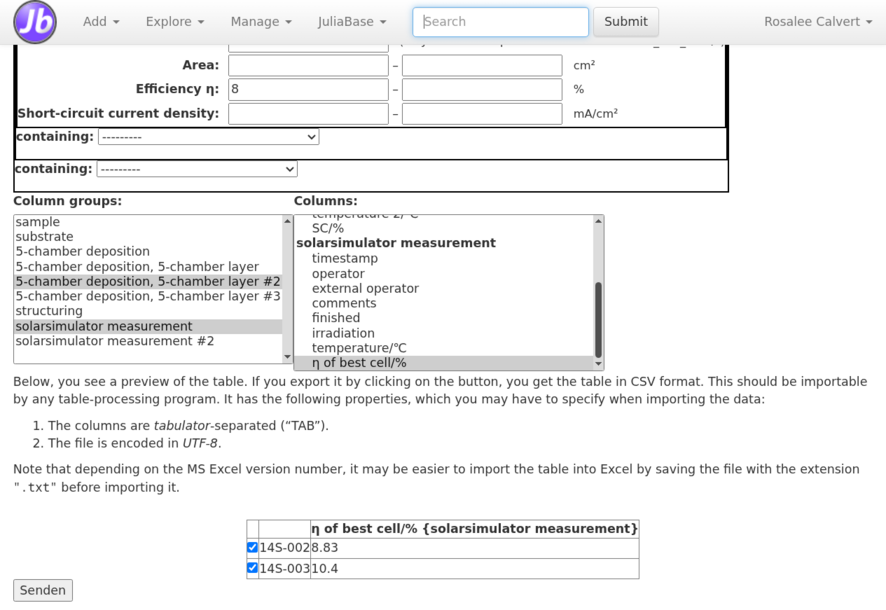 Jb Add Explore Manage JuliaBase Search Submit Rosalee Calvert
Area: – cm²
Efficiency η: 8 – %
Short-circuit current density: – mA/cm²
containing: ---------
containing: ---------
Column groups:
sample
substrate
5-chamber deposition
5-chamber deposition, 5-chamber layer
5-chamber deposition, 5-chamber layer #2
5-chamber deposition, 5-chamber layer #3
structuring
solarsimulator measurement
solarsimulator measurement #2
Columns:
temperature 2/℃
SC/%
solarsimulator measurement
timestamp
operator
external operator
comments
finished
irradiation
temperature/℃
η of best cell/%
Below, you see a preview of the table. If you export it by clicking on the button, you get the table in CSV format. This should be importable
by any table-processing program. It has the following properties, which you may have to specify when importing the data:
1. The columns are tabulator-separated (“TAB”).
2. The file is encoded in UTF-8.
Note that depending on the MS Excel version number, it may be easier to import the table into Excel by saving the file with the extension
".txt" before importing it.
η of best cell/% {solarsimulator measurement}
14S-002 8.83
14S-003 10.4
Senden